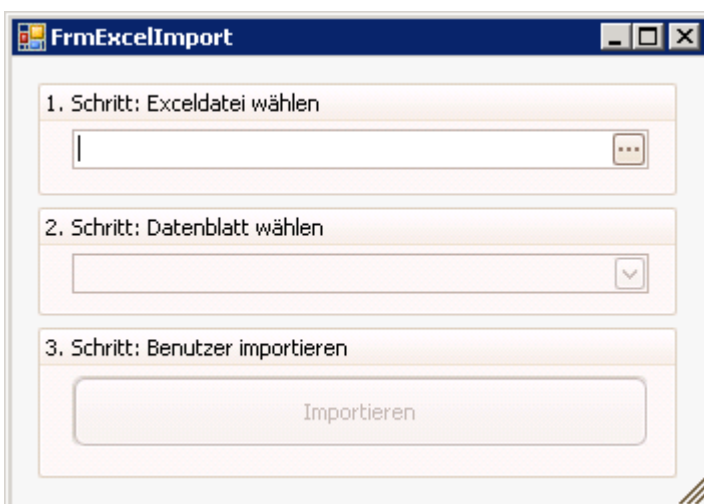 FrmExcelImport
1. Schritt: Exceldatei wählen
2. Schritt: Datenblatt wählen
3. Schritt: Benutzer importieren
Importieren